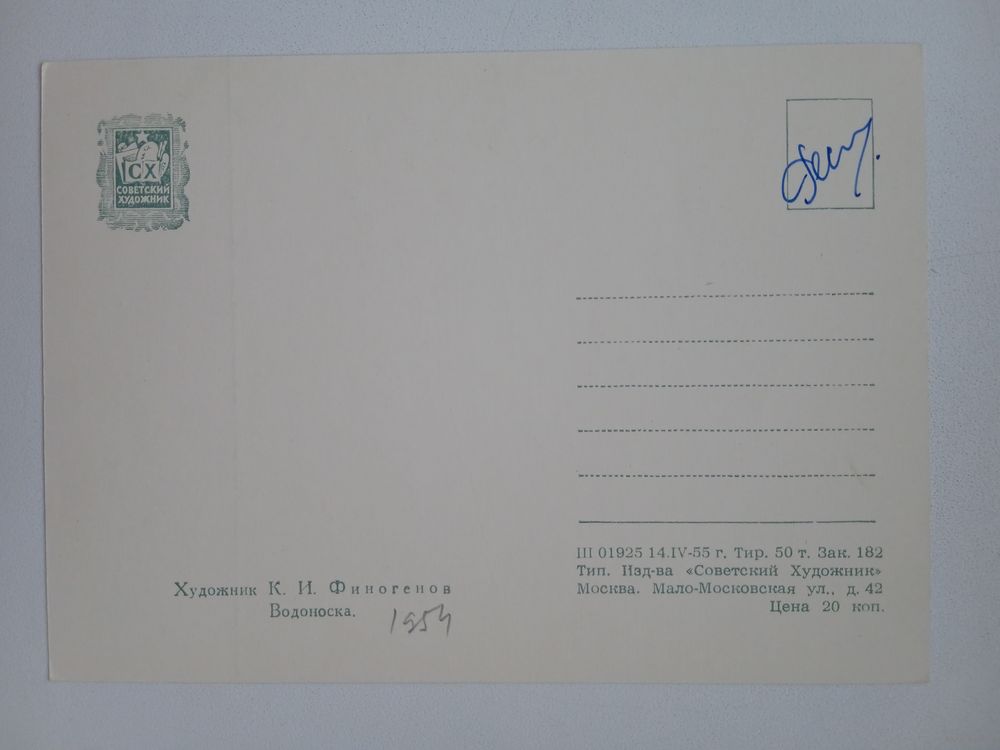 СХ
СОВЕТСКИЙ
ХУДОЖНИК
Художник К. И. Финогенов
Водоноска.
1954
Ш 01925 14.IV-55 г. Тир. 50 т. Зак. 182
Тип. Изд-ва «Советский Художник»
Москва. Мало-Московская ул., д. 42
Цена 20 коп.